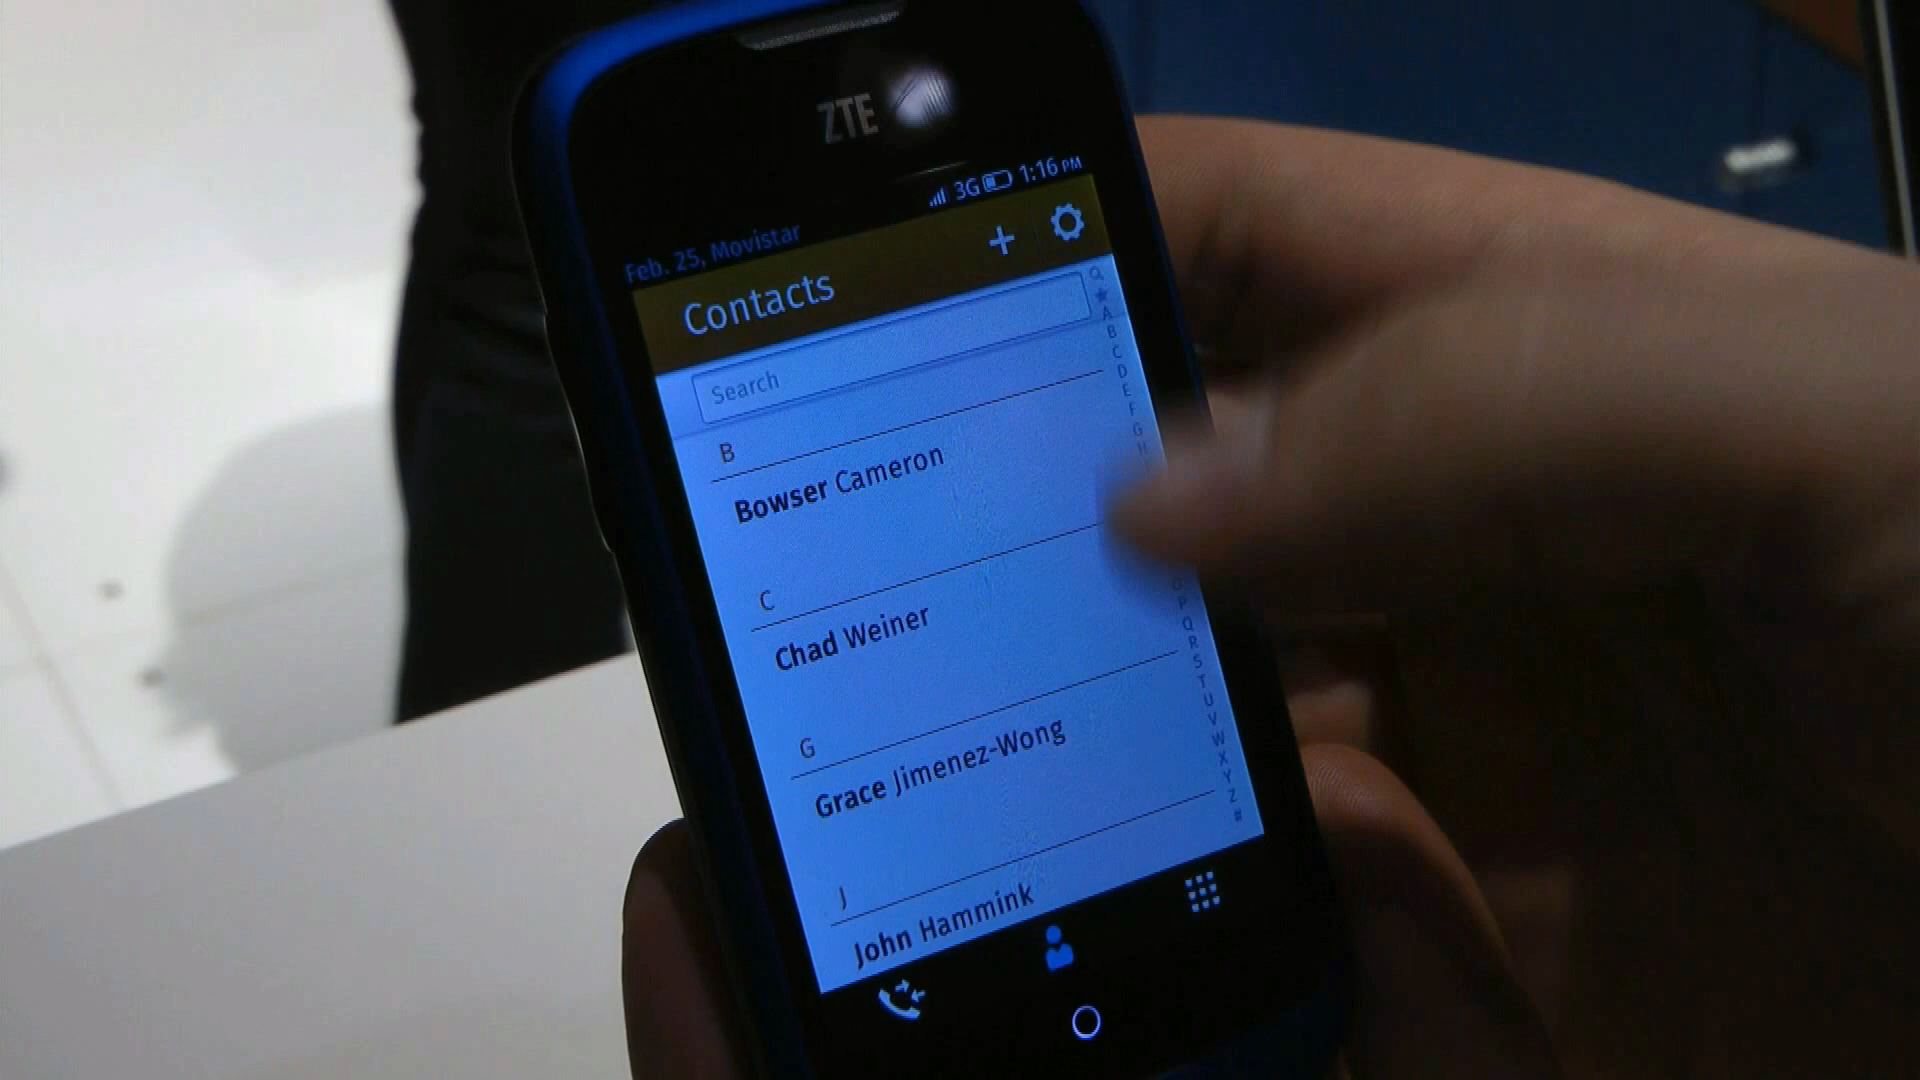 ZTE
3G 1:16 PM
Feb. 25, Movistar
Contacts
Search
B
Bowser Cameron
C
Chad Weiner
G
Grace Jimenez-Wong
J
John Hammink
A
B
C
D
E
F
G
H
P
Q
R
S
T
U
V
W
X
Y
Z
#